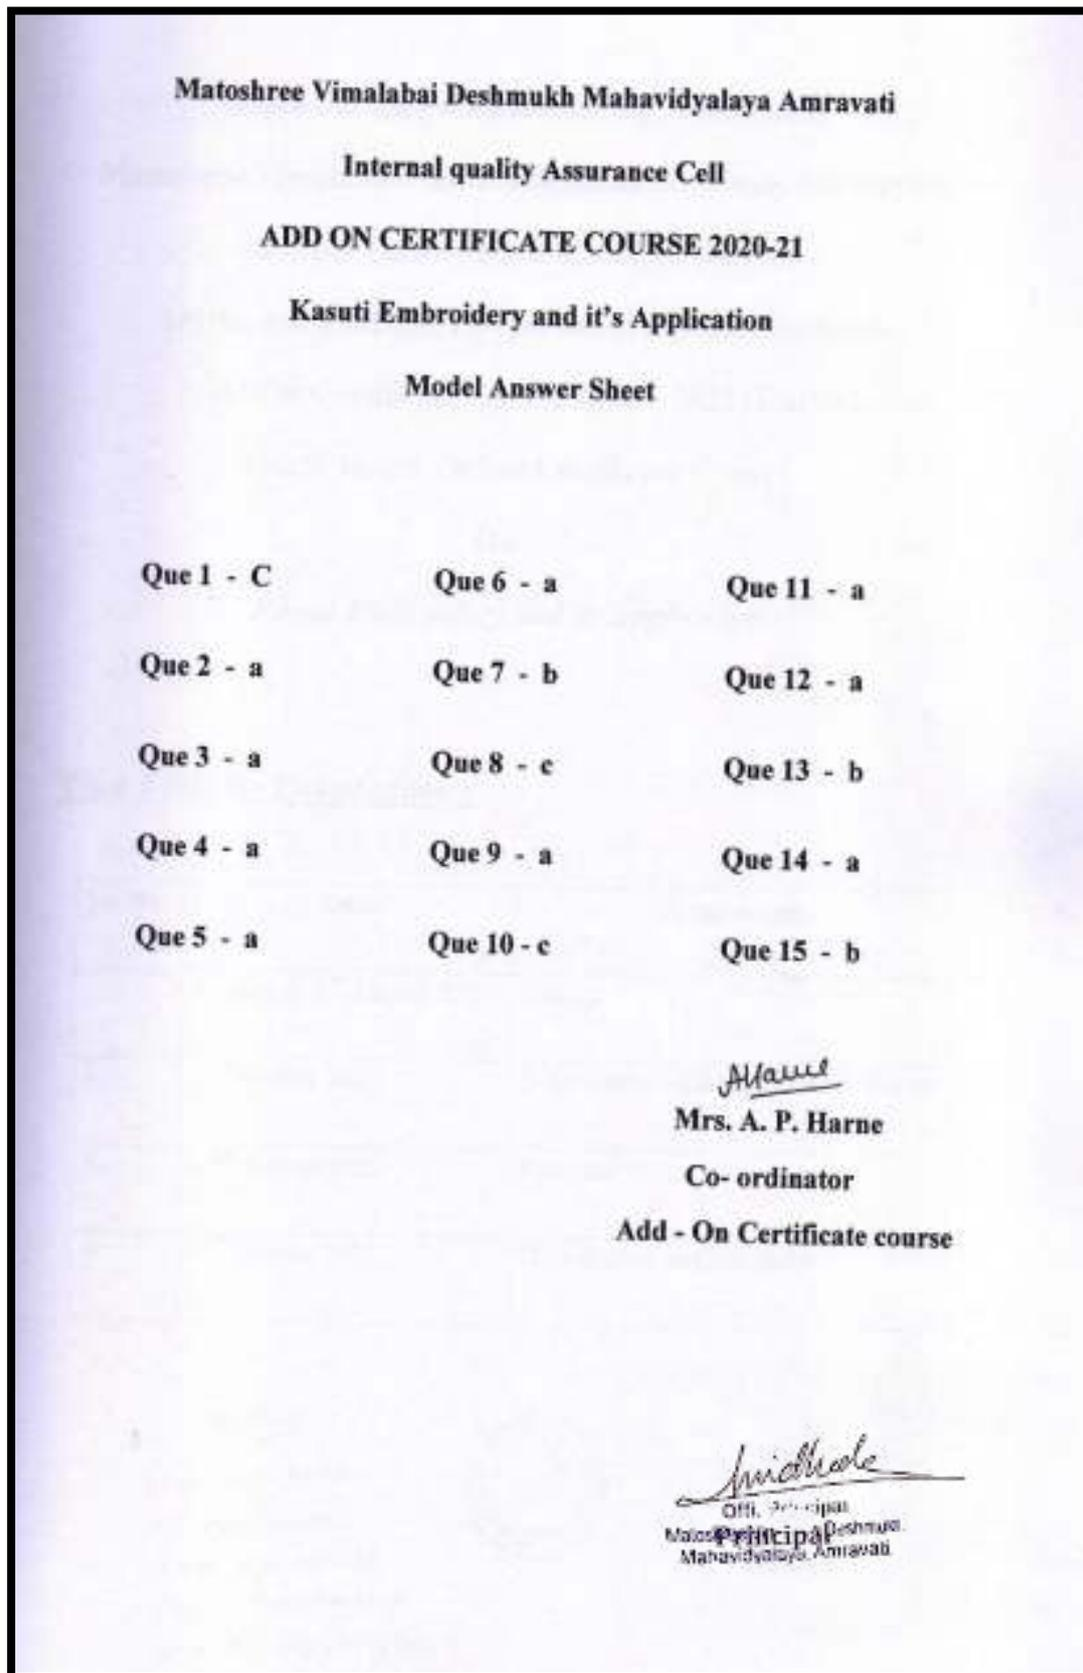 Matoshree Vimalabai Deshmukh Mahavidyalaya Amravati
Internal quality Assurance Cell
ADD ON CERTIFICATE COURSE 2020-21
Kasuti Embroidery and it's Application
Model Answer Sheet
Que 1 - C Que 6 - a Que 11 - a
Que 2 - a Que 7 - b Que 12 - a
Que 3 - a Que 8 - c Que 13 - b
Que 4 - a Que 9 - a Que 14 - a
Que 5 - a Que 10 - c Que 15 - b
Mrs. A. P. Harne
Co- ordinator
Add - On Certificate course
Offi. Principal
Principal
Mahavidyalaya, Amravati